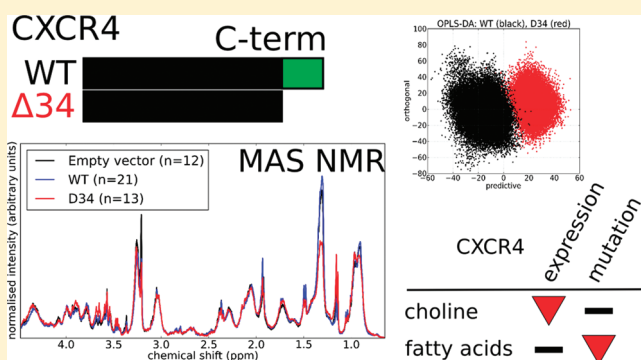 CXCR4
C-term
WT
Δ34
MAS NMR
Empty vector (n=12)
WT (n=21)
D34 (n=13)
normalised intensity (arbitrary units)
4.0 3.5 3.0 2.5 2.0 1.5 1.0
chemical shift (ppm)
OPLS-DA: WT (black), D34 (red)
orthogonal
100
80
60
40
20
0
-20
-40
-60
-80
-60 -40 -20 0 20 40 60
predictive
CXCR4
expression
mutation
choline
fatty acids